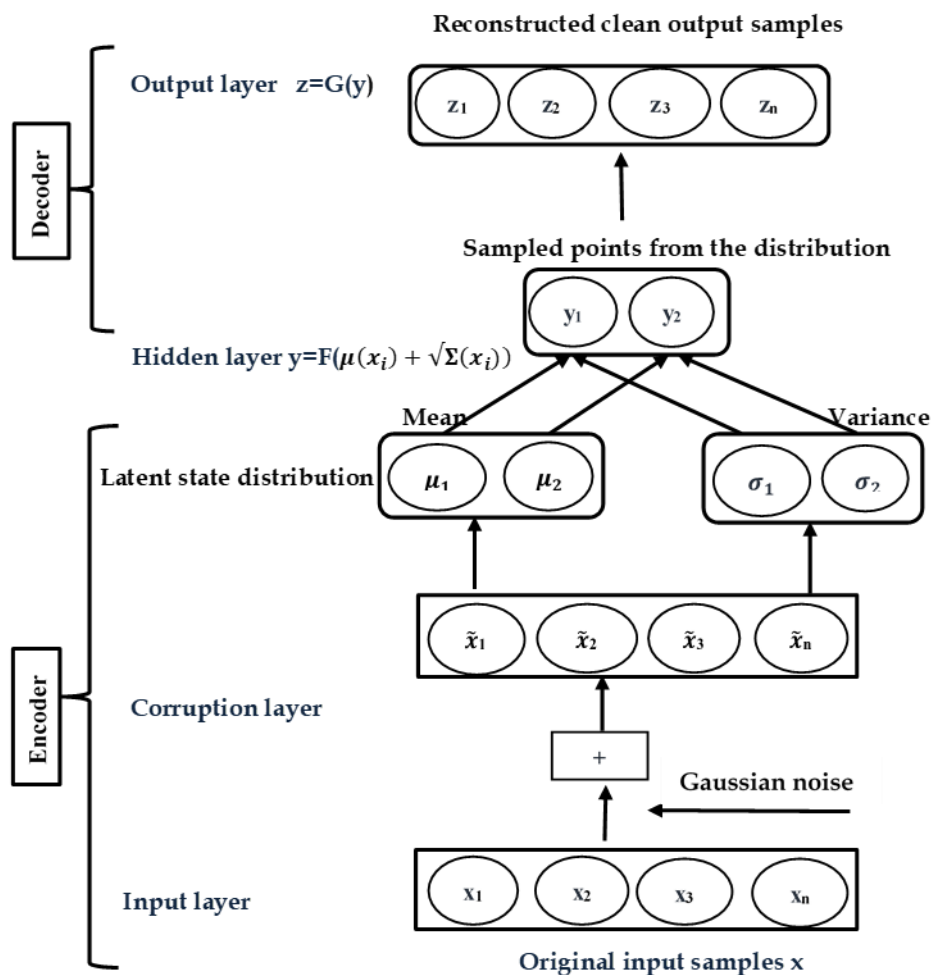 Reconstructed clean output samples
Output layer z=G(y)
z₁ z₂ z₃ zₙ
Decoder
Sampled points from the distribution
y₁ y₂
Hidden layer y=F(μ(xᵢ) + √Σ(xᵢ))
Mean
Variance
Latent state distribution
μ₁ μ₂
σ₁ σ₂
x̃₁ x̃₂ x̃₃ x̃ₙ
Encoder
Corruption layer
+
Gaussian noise
Input layer
x₁ x₂ x₃ xₙ
Original input samples x